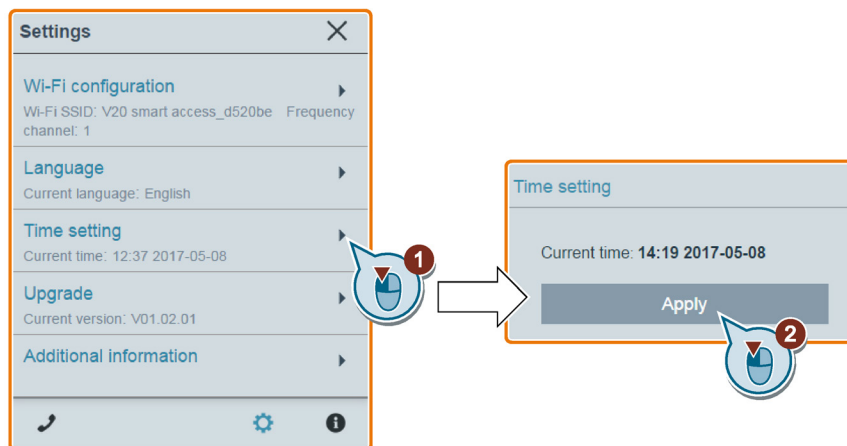 Settings
Wi-Fi configuration
Wi-Fi SSID: V20 smart access_d520be Frequency
channel: 1
Language
Current language: English
Time setting
Current time: 12:37 2017-05-08
1
Upgrade
Current version: V01.02.01
Additional information
Time setting
Current time: 14:19 2017-05-08
Apply
2